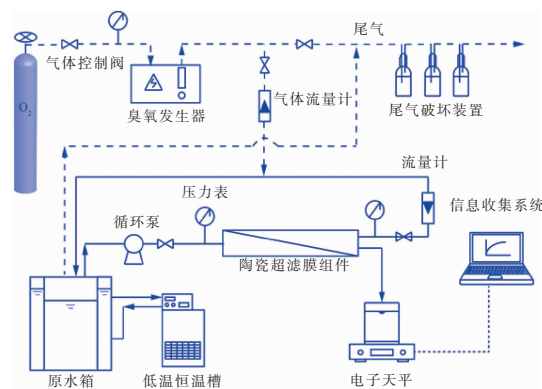 尾气
气体控制阀
O₂
臭氧发生器
气体流量计
尾气破坏装置
流量计
压力表
信息收集系统
循环泵
陶瓷超滤膜组件
原水箱
低温恒温槽
电子天平